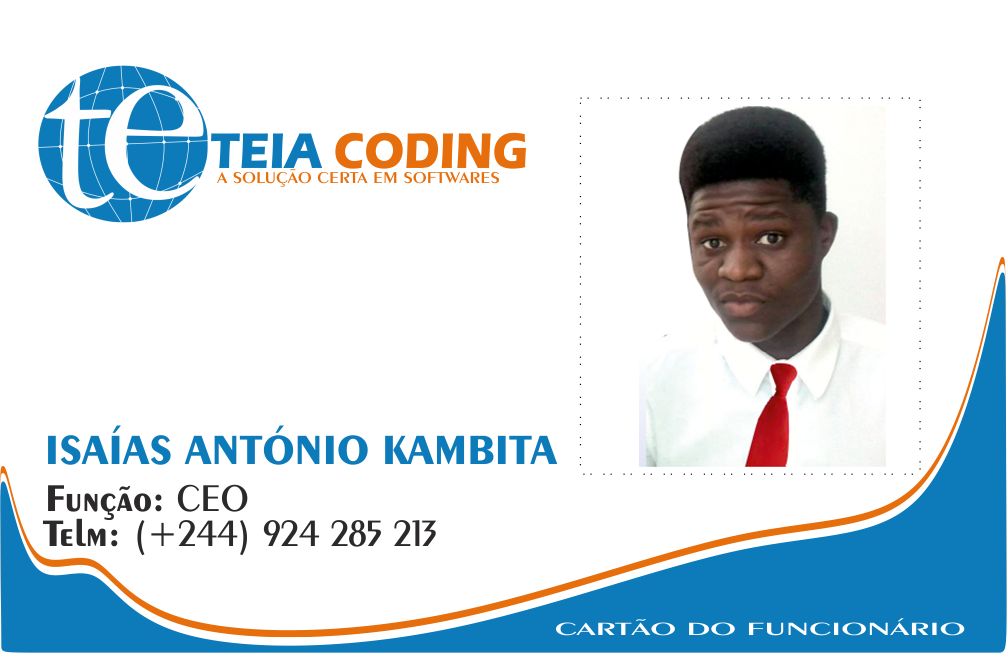 te
TEIA CODING
A SOLUÇÃO CERTA EM SOFTWARES
ISAÍAS ANTÓNIO KAMBITA
Função: CEO
Telm: (+244) 924 285 213
CARTÃO DO FUNCIONÁRIO